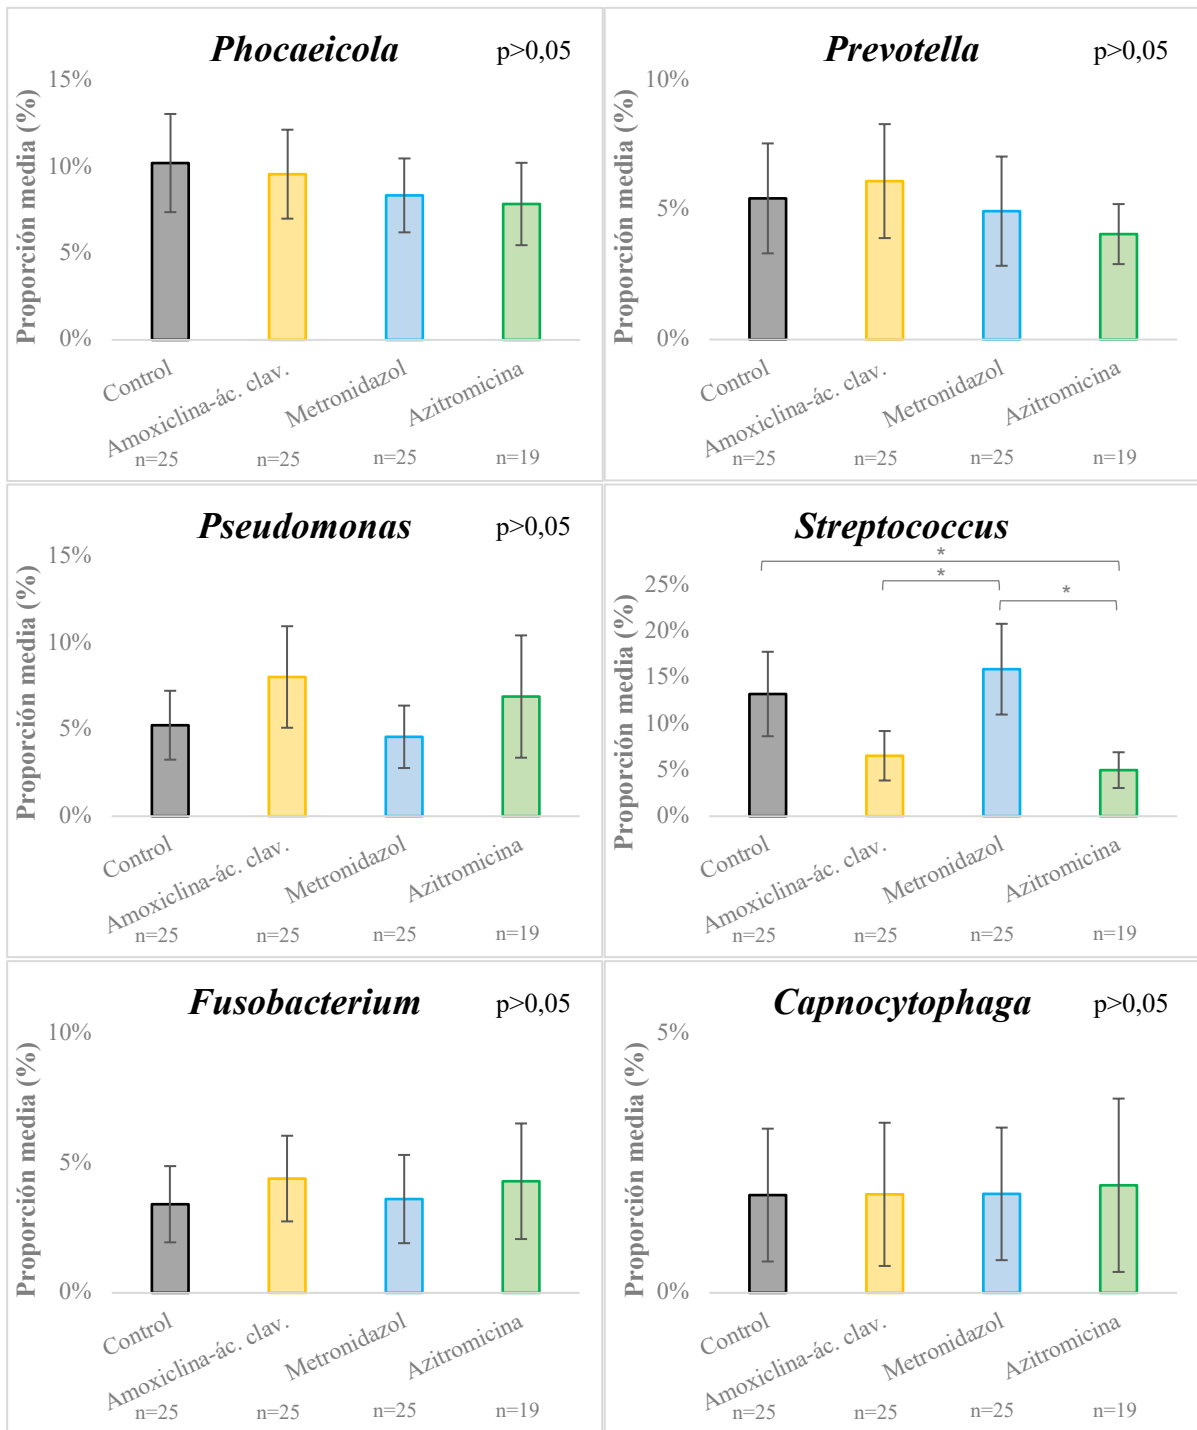 Phocaeicola p>0,05
Proporción media (%)
15%
10%
5%
0%
Control
Amoxiclina-ác. clav.
Metronidazol
Azitromicina
n=25 n=25 n=25 n=19
Prevotella p>0,05
Proporción media (%)
10%
5%
0%
Control
Amoxiclina-ác. clav.
Metronidazol
Azitromicina
n=25 n=25 n=25 n=19
Pseudomonas p>0,05
Proporción media (%)
15%
10%
5%
0%
Control
Amoxiclina-ác. clav.
Metronidazol
Azitromicina
n=25 n=25 n=25 n=19
Streptococcus
*
*
*
Proporción media (%)
25%
20%
15%
10%
5%
0%
Control
Amoxiclina-ác. clav.
Metronidazol
Azitromicina
n=25 n=25 n=25 n=19
Fusobacterium p>0,05
Proporción media (%)
10%
5%
0%
Control
Amoxiclina-ác. clav.
Metronidazol
Azitromicina
n=25 n=25 n=25 n=19
Capnocytophaga p>0,05
Proporción media (%)
5%
0%
Control
Amoxiclina-ác. clav.
Metronidazol
Azitromicina
n=25 n=25 n=25 n=19